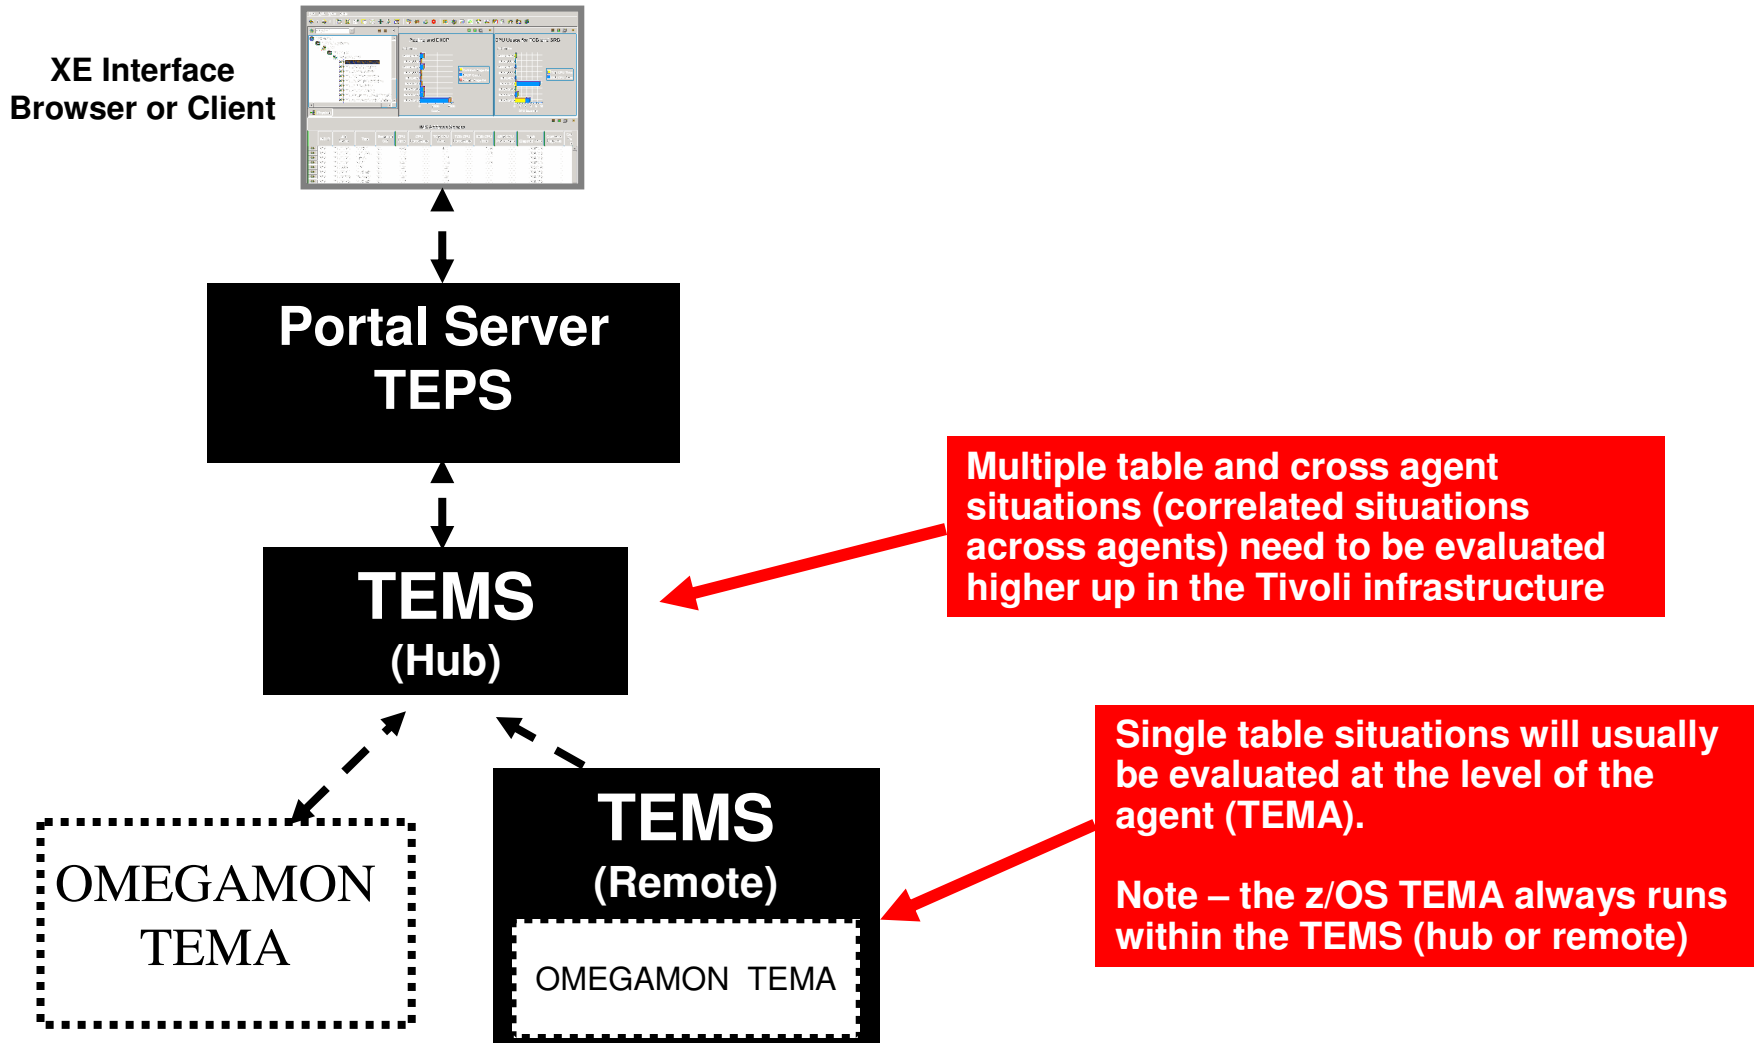 XE Interface
Browser or Client
Portal Server
TEPS
TEMS
(Hub)
Multiple table and cross agent
situations (correlated situations
across agents) need to be evaluated
higher up in the Tivoli infrastructure
Single table situations will usually
be evaluated at the level of the
agent (TEMA).
Note – the z/OS TEMA always runs
within the TEMS (hub or remote)
OMEGAMON
TEMA
TEMS
(Remote)
OMEGAMON TEMA